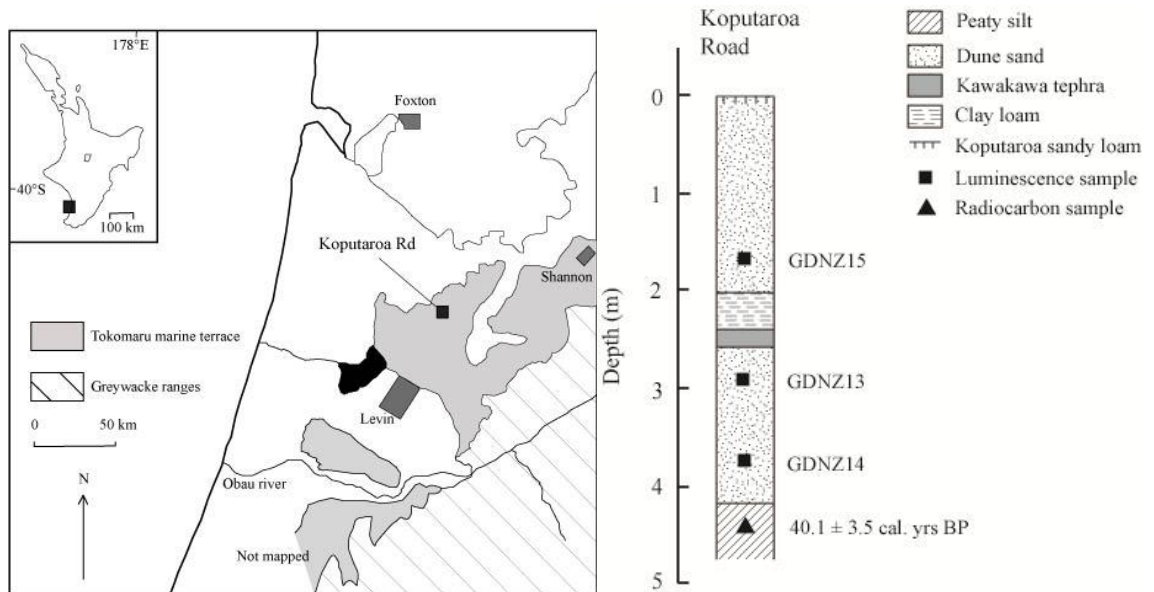 178°E
40°S
100 km
Foxton
Koputaroa Rd
Shannon
Tokomaru marine terrace
Greywacke ranges
0 50 km
Levin
N
Obau river
Not mapped
Koputaroa
Road
Depth (m)
0
1
2
3
4
5
GDNZ15
GDNZ13
GDNZ14
40.1 ± 3.5 cal. yrs BP
Peaty silt
Dune sand
Kawakawa tephra
Clay loam
Koputaroa sandy loam
Luminescence sample
Radiocarbon sample